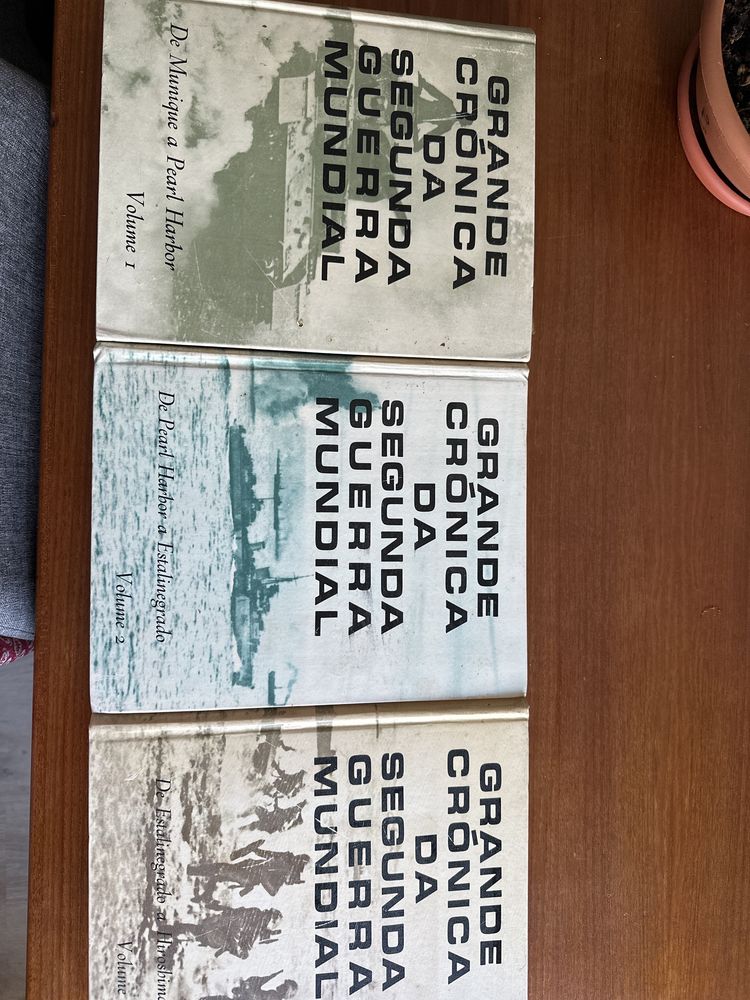 GRANDE
CRÓNICA
DA
SEGUNDA
GUERRA
MUNDIAL
De Munique a Pearl Harbor
Volume 1
GRANDE
CRÓNICA
DA
SEGUNDA
GUERRA
MUNDIAL
De Pearl Harbor a Estalinegrado
Volume 2
GRANDE
CRÓNICA
DA
SEGUNDA
GUERRA
MUNDIAL
De Estalinegrado a Hiroshima
Volume